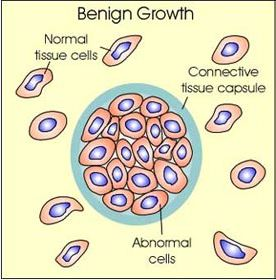 Benign Growth
Normal
tissue cells
Connective
tissue capsule
Abnormal
cells